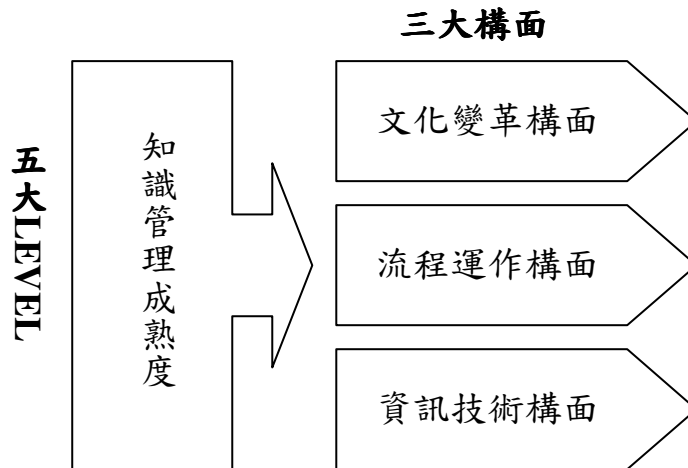 三大構面
五大LEVEL
知識管理成熟度
文化變革構面
流程運作構面
資訊技術構面